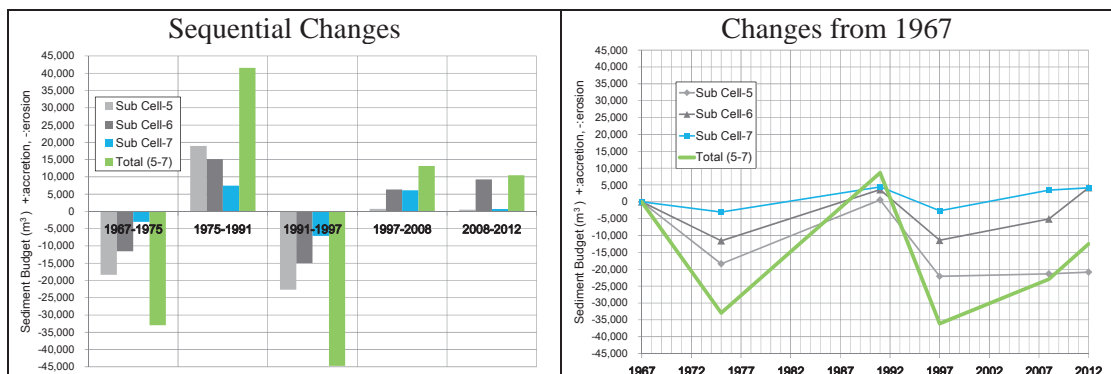 Sequential Changes
Sediment Budget (m³) +:accretion, -:erosion
45,000
40,000
35,000
30,000
25,000
20,000
15,000
10,000
5,000
0
-5,000
-10,000
-15,000
-20,000
-25,000
-30,000
-35,000
-40,000
-45,000
Sub Cell-5
Sub Cell-6
Sub Cell-7
Total (5-7)
1967-1975 1975-1991 1991-1997 1997-2008 2008-2012
Changes from 1967
Sediment Budget (m³) +:accretion, -:erosion
45,000
40,000
35,000
30,000
25,000
20,000
15,000
10,000
5,000
0
-5,000
-10,000
-15,000
-20,000
-25,000
-30,000
-35,000
-40,000
-45,000
Sub Cell-5
Sub Cell-6
Sub Cell-7
Total (5-7)
1967 1972 1977 1982 1987 1992 1997 2002 2007 2012